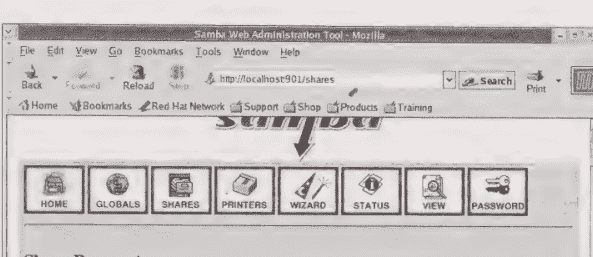 Samba Web Administration Tool - Mozilla
File Edit View Go Bookmarks Tools Window Help
Back Forward Reload Stop http://localhost:901/shares Search Print
Home Bookmarks Red Hat Network Support Shop Products Training
samba
HOME GLOBALS SHARES PRINTERS WIZARD STATUS VIEW PASSWORD